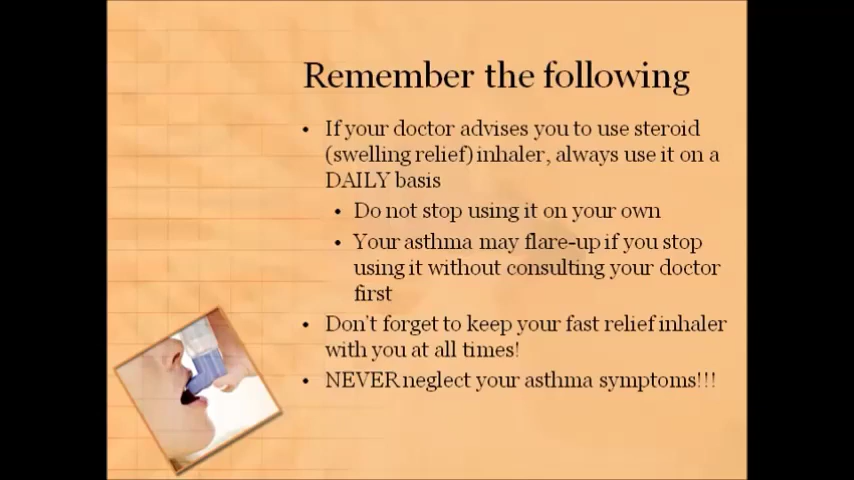 Remember the following
• If your doctor advises you to use steroid
(swelling relief) inhaler, always use it on a
DAILY basis
• Do not stop using it on your own
• Your asthma may flare-up if you stop
using it without consulting your doctor
first
• Don't forget to keep your fast relief inhaler
with you at all times!
• NEVER neglect your asthma symptoms!!!